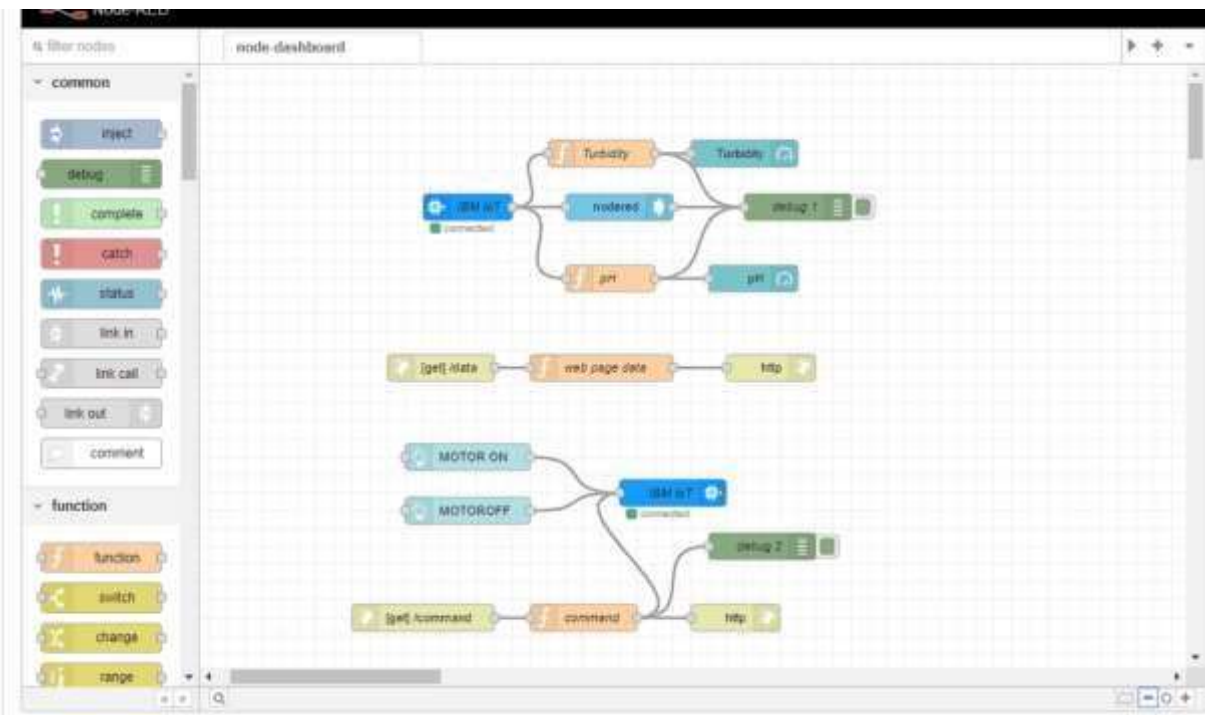 Node-RED
filter nodes
node-dashboard
common
inject
debug
complete
catch
status
link in
link call
link out
comment
function
function
switch
change
range
Turbidity
Turbidity
IBM IoT
connected
nodered
debug 1
pH
pH
[get] /data
web page data
http
MOTOR ON
IBM IoT
connected
MOTOROFF
debug 2
[get] /command
command
http